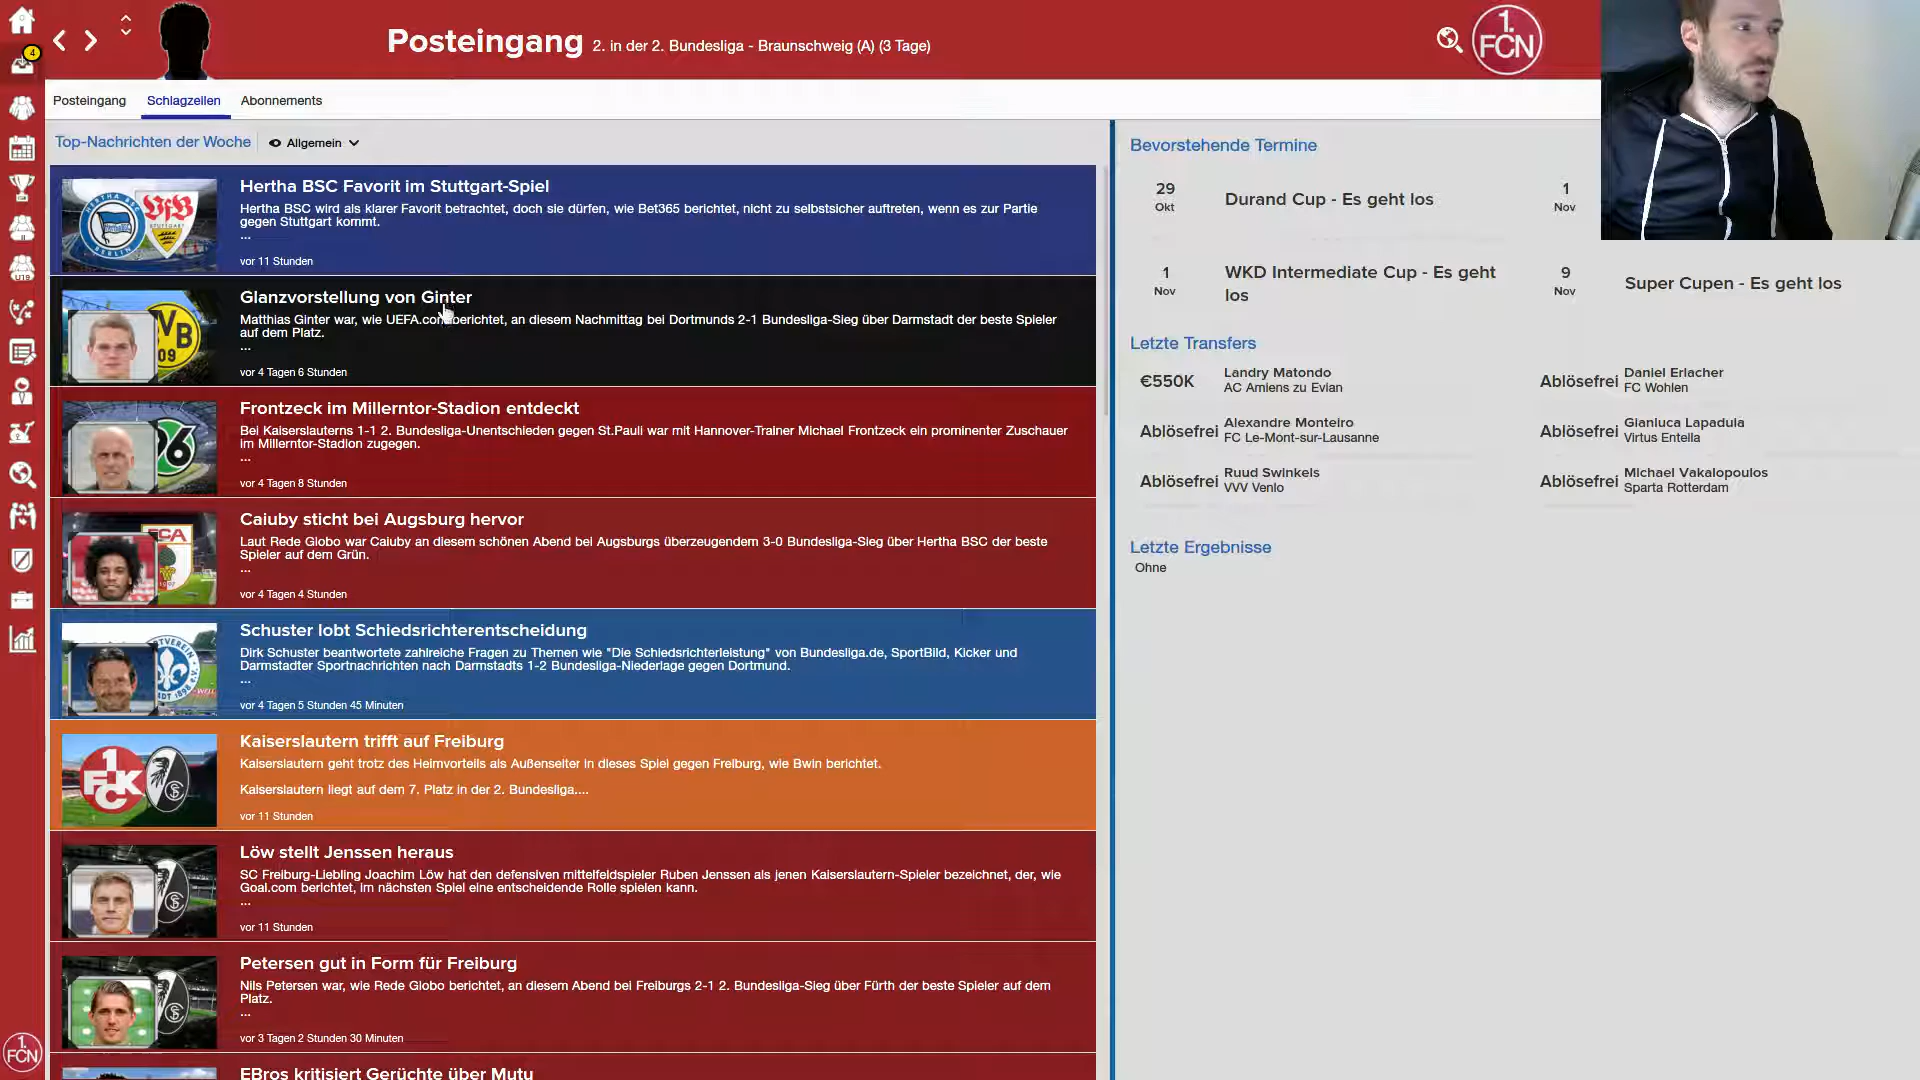 4
Posteingang 2. in der 2. Bundesliga - Braunschweig (A) (3 Tage)
1.
FCN
Posteingang Schlagzeilen Abonnements
Top-Nachrichten der Woche Allgemein
Hertha BSC Favorit im Stuttgart-Spiel
Hertha BSC wird als klarer Favorit betrachtet, doch sie dürfen, wie Bet365 berichtet, nicht zu selbstsicher auftreten, wenn es zur Partie
gegen Stuttgart kommt.
...
vor 11 Stunden
Glanzvorstellung von Ginter
Matthias Ginter war, wie UEFA.com berichtet, an diesem Nachmittag bei Dortmunds 2-1 Bundesliga-Sieg über Darmstadt der beste Spieler
auf dem Platz.
...
vor 4 Tagen 6 Stunden
Frontzeck im Millerntor-Stadion entdeckt
Bei Kaiserslauterns 1-1 2. Bundesliga-Unentschieden gegen St.Pauli war mit Hannover-Trainer Michael Frontzeck ein prominenter Zuschauer
im Millerntor-Stadion zugegen.
...
vor 4 Tagen 8 Stunden
Caiuby sticht bei Augsburg hervor
Laut Rede Globo war Caiuby an diesem schönen Abend bei Augsburgs überzeugendem 3-0 Bundesliga-Sieg über Hertha BSC der beste
Spieler auf dem Grün.
...
vor 4 Tagen 4 Stunden
Schuster lobt Schiedsrichterentscheidung
Dirk Schuster beantwortete zahlreiche Fragen zu Themen wie "Die Schiedsrichterleistung" von Bundesliga.de, SportBild, Kicker und
Darmstadter Sportnachrichten nach Darmstadts 1-2 Bundesliga-Niederlage gegen Dortmund.
...
vor 4 Tagen 5 Stunden 45 Minuten
Kaiserslautern trifft auf Freiburg
Kaiserslautern geht trotz des Heimvorteils als Außenseiter in dieses Spiel gegen Freiburg, wie Bwin berichtet.
Kaiserslautern liegt auf dem 7. Platz in der 2. Bundesliga....
vor 11 Stunden
Löw stellt Jenssen heraus
SC Freiburg-Liebling Joachim Löw hat den defensiven mittelfeldspieler Ruben Jenssen als jenen Kaiserslautern-Spieler bezeichnet, der, wie
Goal.com berichtet, im nächsten Spiel eine entscheidende Rolle spielen kann.
...
vor 11 Stunden
Petersen gut in Form für Freiburg
Nils Petersen war, wie Rede Globo berichtet, an diesem Abend bei Freiburgs 2-1 2. Bundesliga-Sieg über Fürth der beste Spieler auf dem
Platz.
...
vor 3 Tagen 2 Stunden 30 Minuten
EBros kritisiert Gerüchte über Mutu
Bevorstehende Termine
29
Okt
Durand Cup - Es geht los
1
Nov
1
Nov
WKD Intermediate Cup - Es geht
los
9
Nov
Super Cupen - Es geht los
Letzte Transfers
€550K
Landry Matondo
AC Amiens zu Evian
Ablösefrei
Daniel Erlacher
FC Wohlen
Ablösefrei
Alexandre Monteiro
FC Le-Mont-sur-Lausanne
Ablösefrei
Gianluca Lapadula
Virtus Entella
Ablösefrei
Ruud Swinkels
VVV Venlo
Ablösefrei
Michael Vakalopoulos
Sparta Rotterdam
Letzte Ergebnisse
Ohne
1.
FCN